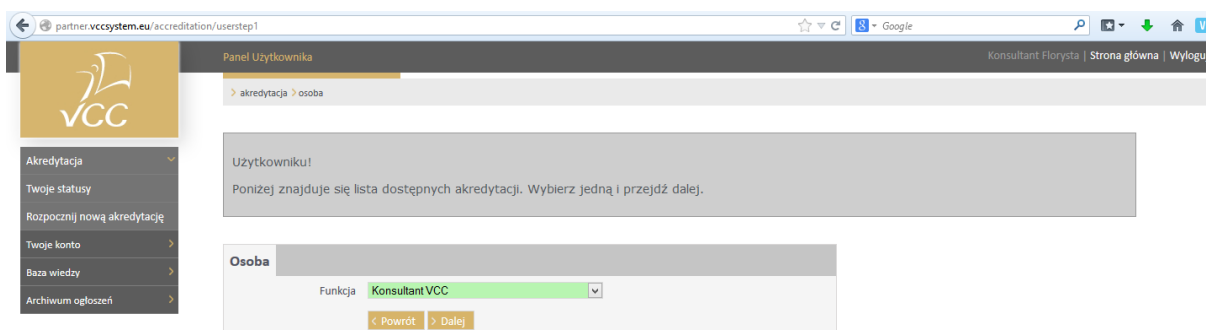 partner.vccsystem.eu/accreditation/userstep1
8 Google
Panel Użytkownika
Konsultant Florysta | Strona główna | Wylogu
VCC
> akredytacja > osoba
Użytkowniku!
Poniżej znajduje się lista dostępnych akredytacji. Wybierz jedną i przejdź dalej.
Akredytacja
Twoje statusy
Rozpocznij nową akredytację
Twoje konto
Baza wiedzy
Archiwum ogłoszeń
Osoba
Funkcja Konsultant VCC
< Powrót > Dalej